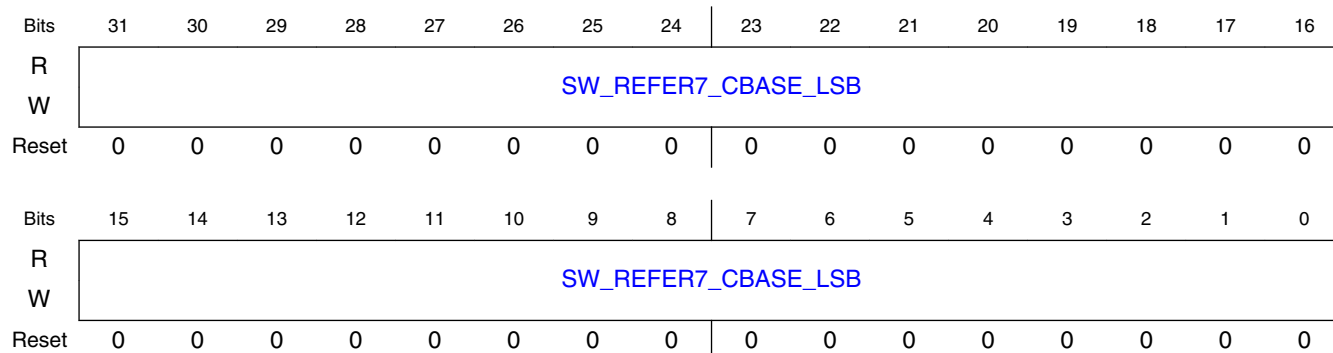 Bits 31 30 29 28 27 26 25 24 23 22 21 20 19 18 17 16
R
SW_REFER7_CBASE_LSB
W
Reset 0 0 0 0 0 0 0 0 0 0 0 0 0 0 0 0
Bits 15 14 13 12 11 10 9 8 7 6 5 4 3 2 1 0
R
SW_REFER7_CBASE_LSB
W
Reset 0 0 0 0 0 0 0 0 0 0 0 0 0 0 0 0